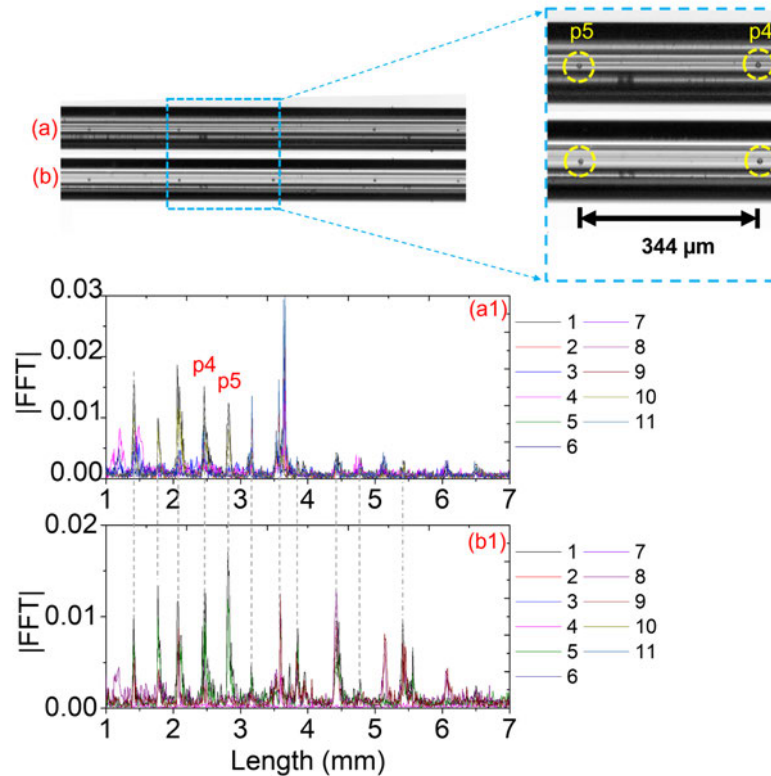 p5 p4
(a)
(b)
344 µm
0.03
0.02
0.01
0.00
|FFT|
(a1)
p4
p5
1 2 3 4 5 6 7
1 7
2 8
3 9
4 10
5 11
6
0.02
0.01
0.00
|FFT|
(b1)
1 2 3 4 5 6 7
Length (mm)
1 7
2 8
3 9
4 10
5 11
6